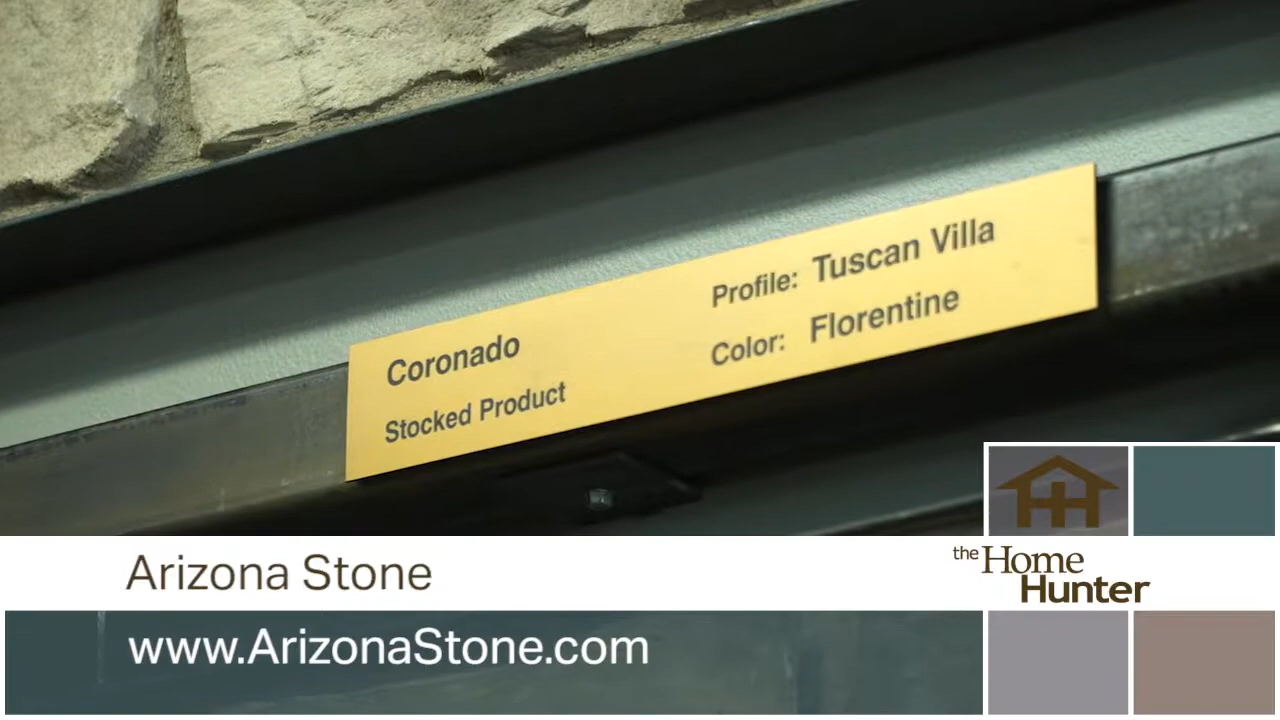 Coronado
Stocked Product
Profile: Tuscan Villa
Color: Florentine
Arizona Stone
www.ArizonaStone.com
the Home
Hunter